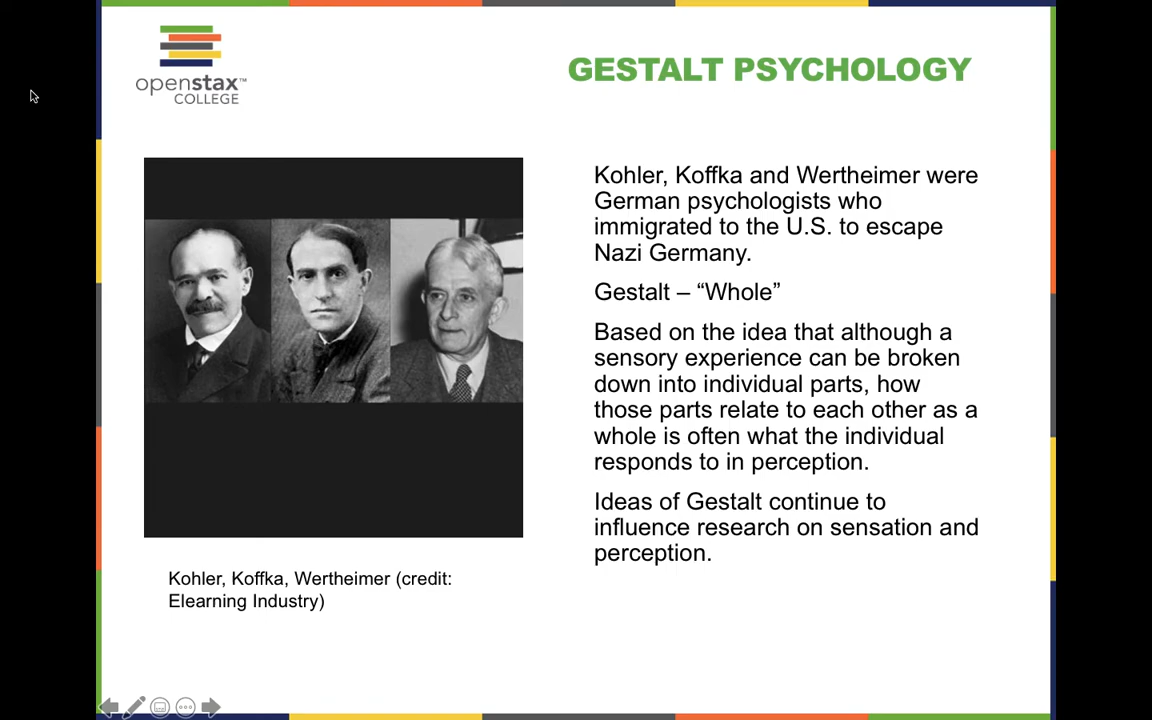 openstax™
COLLEGE
GESTALT PSYCHOLOGY
Kohler, Koffka and Wertheimer were
German psychologists who
immigrated to the U.S. to escape
Nazi Germany.
Gestalt – “Whole”
Based on the idea that although a
sensory experience can be broken
down into individual parts, how
those parts relate to each other as a
whole is often what the individual
responds to in perception.
Ideas of Gestalt continue to
influence research on sensation and
perception.
Kohler, Koffka, Wertheimer (credit:
Elearning Industry)